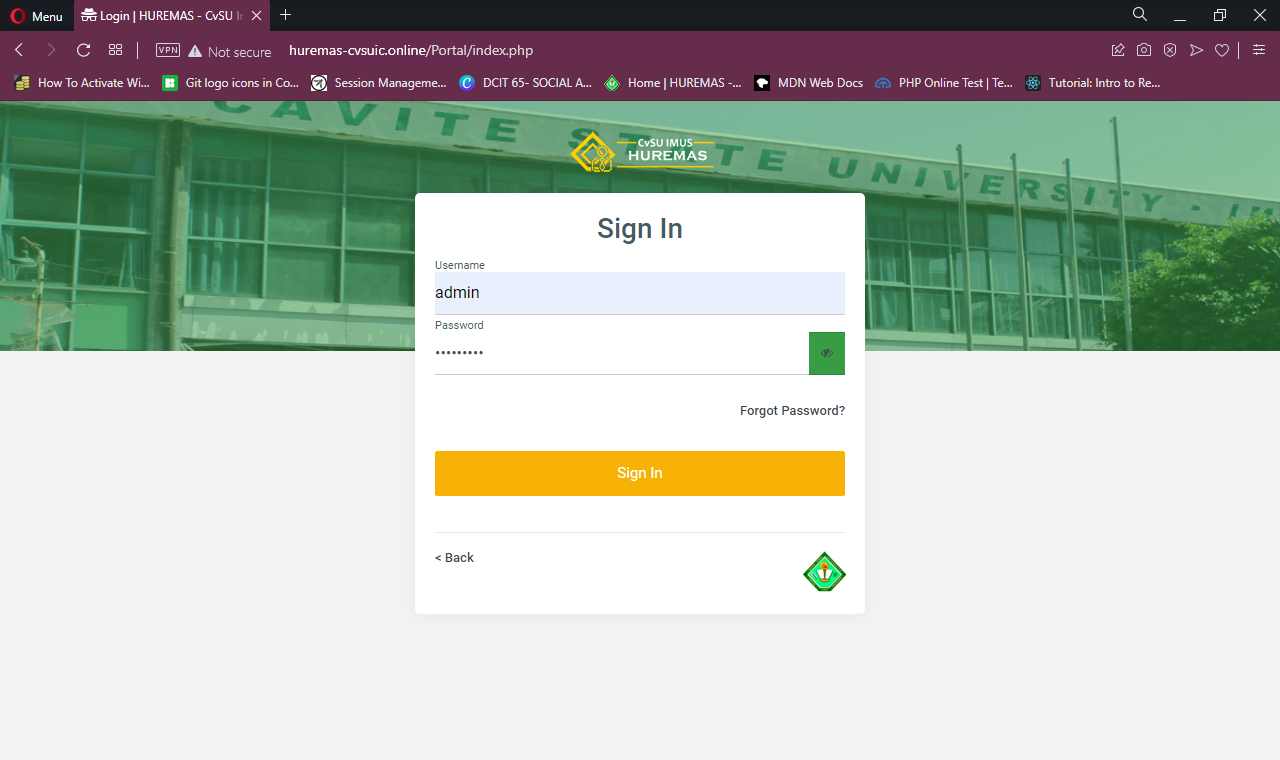 Menu
Login | HUREMAS - CvSU I
VPN
Not secure
huremas-cvsuic.online/Portal/index.php
How To Activate Wi...
Git logo icons in Co...
Session Manageme...
DCIT 65- SOCIAL A...
Home | HUREMAS -...
MDN Web Docs
PHP Online Test | Te...
Tutorial: Intro to Re...
CAVITE STATE UNIVERSITY - I
CvSU IMUS
HUREMAS
Sign In
Username
admin
Password
•••••••••
Forgot Password?
Sign In
< Back